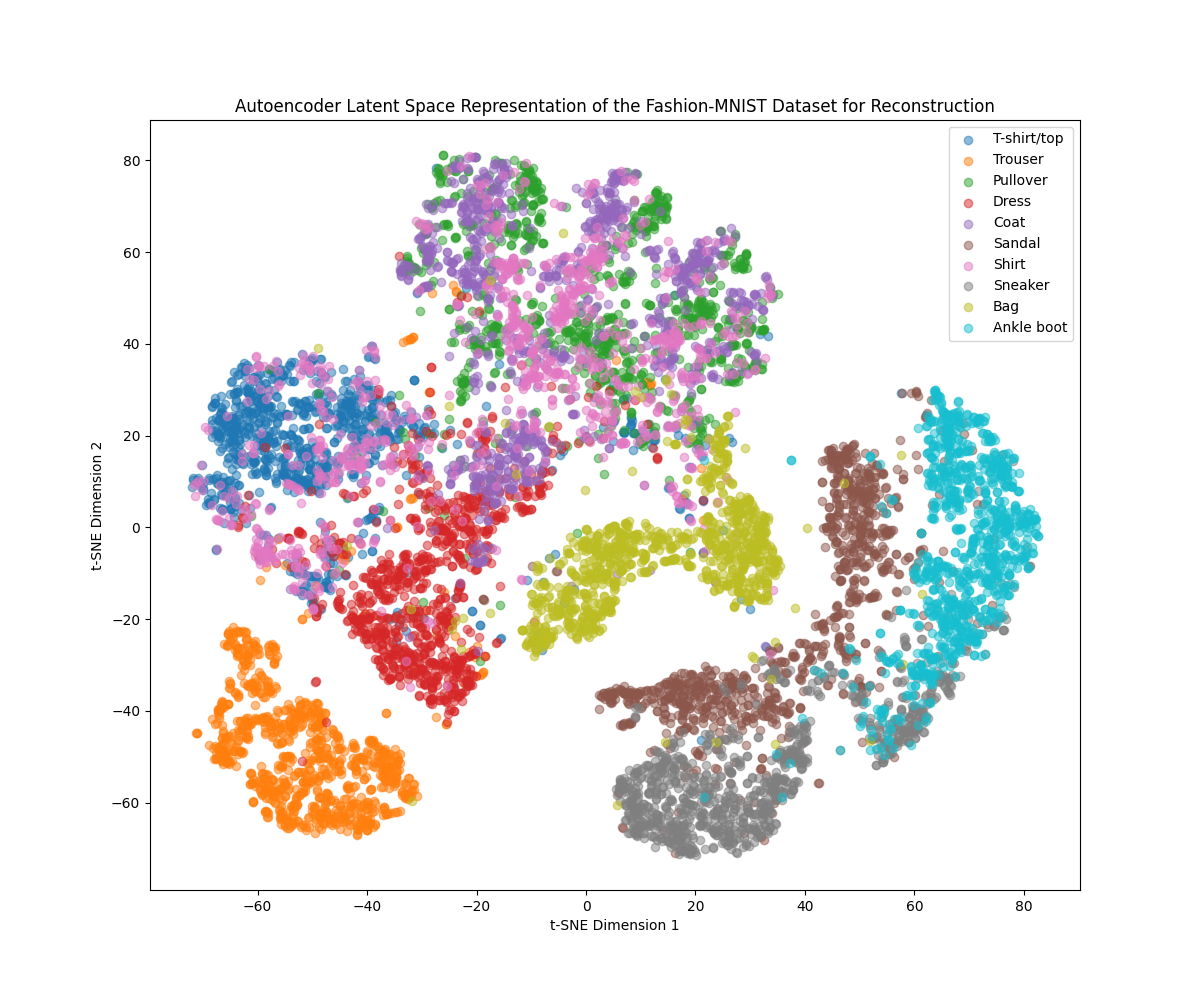 Autoencoder Latent Space Representation of the Fashion-MNIST Dataset for Reconstruction
T-shirt/top
Trouser
Pullover
Dress
Coat
Sandal
Shirt
Sneaker
Bag
Ankle boot
80
60
40
20
0
−20
−40
−60
t-SNE Dimension 2
−60 −40 −20 0 20 40 60 80
t-SNE Dimension 1